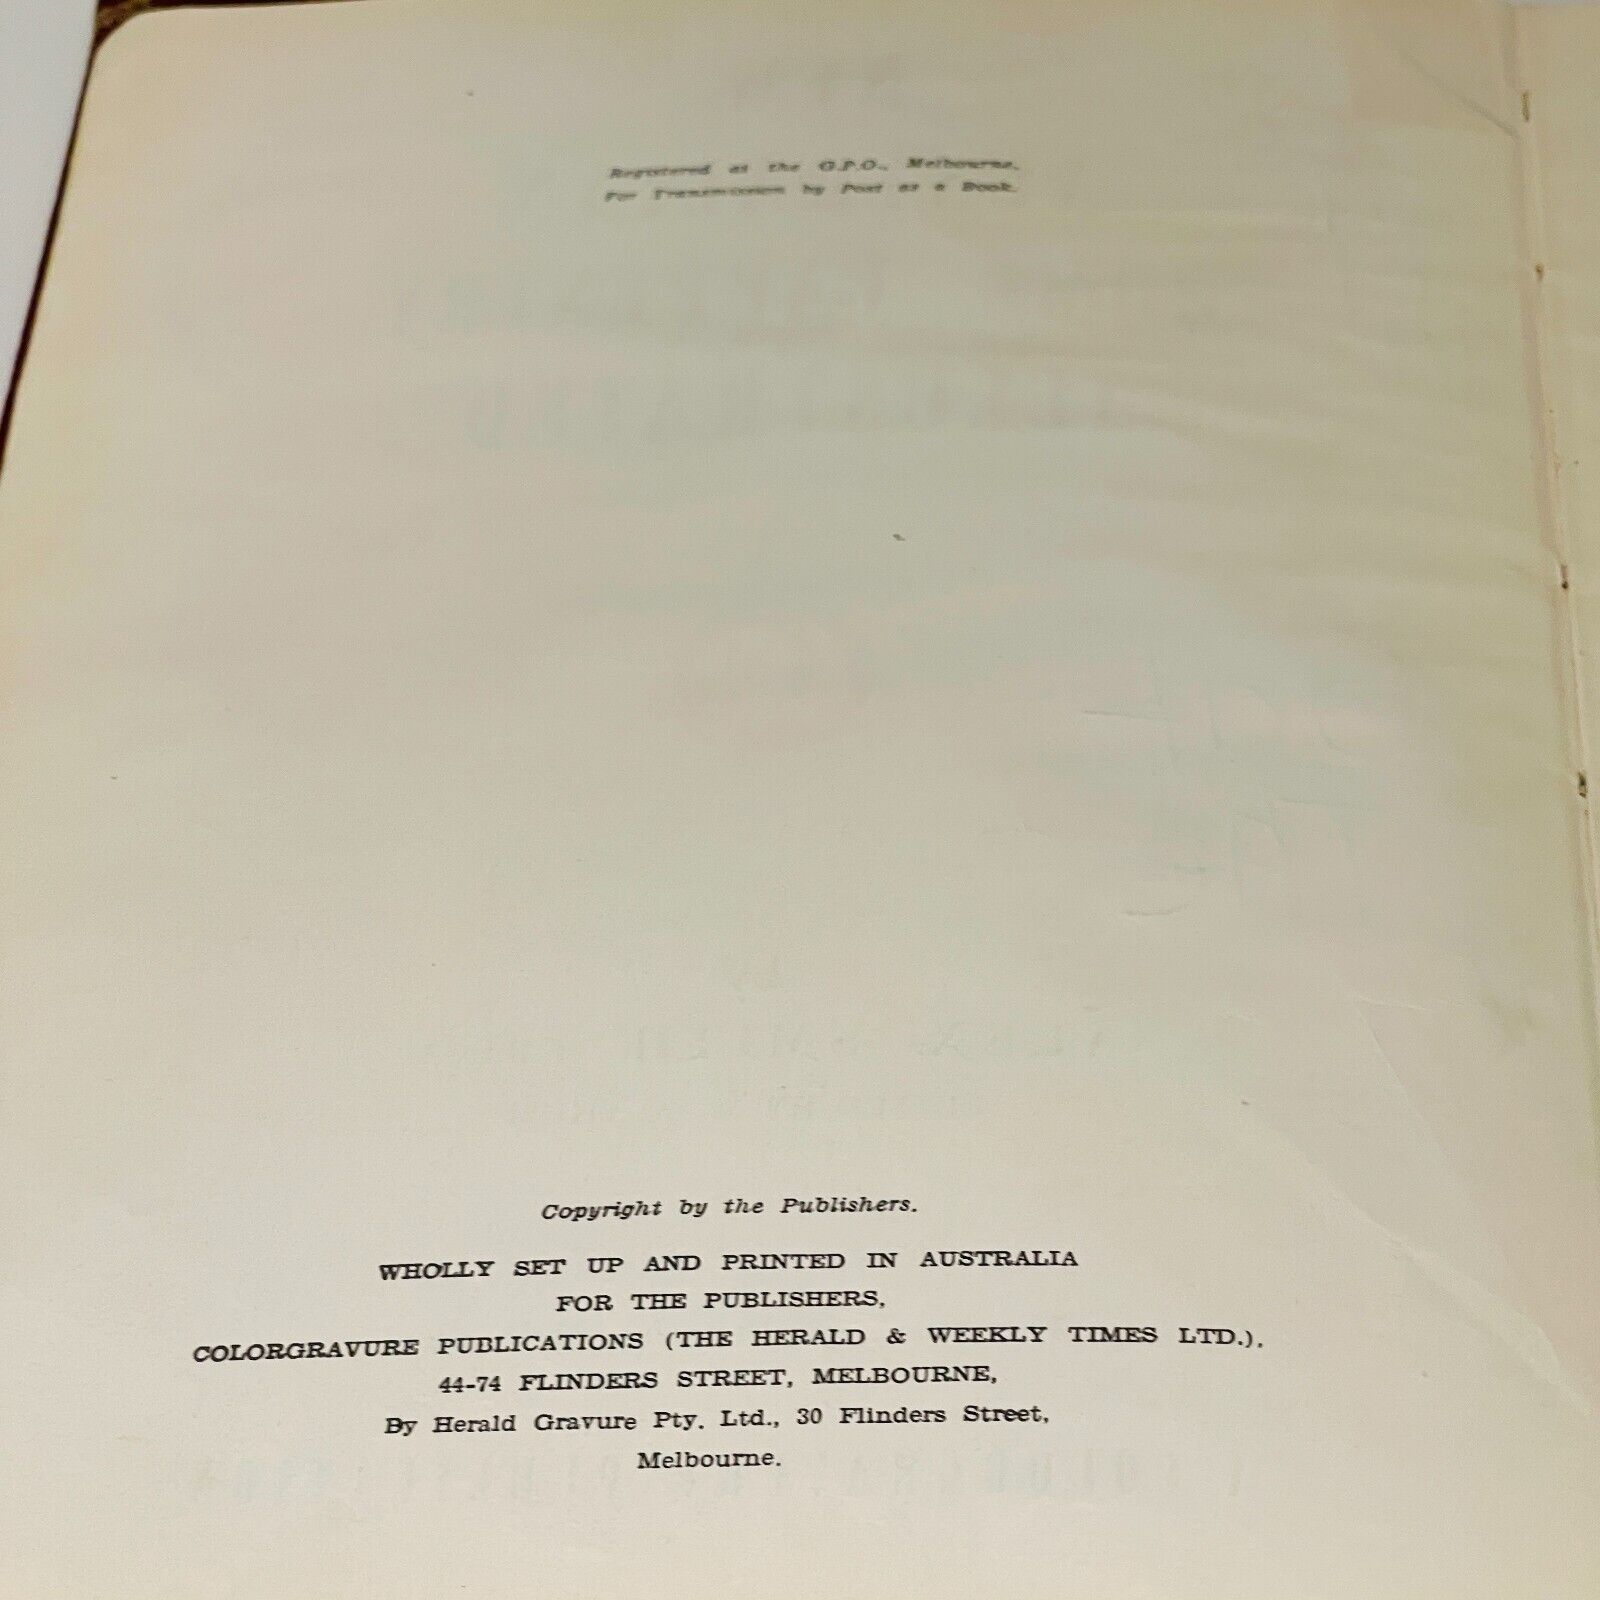 Registered at the G.P.O., Melbourne,
For Transmission by Post as a Book.
Copyright by the Publishers.
WHOLLY SET UP AND PRINTED IN AUSTRALIA
FOR THE PUBLISHERS,
COLORGRAVURE PUBLICATIONS (THE HERALD & WEEKLY TIMES LTD.),
44-74 FLINDERS STREET, MELBOURNE,
By Herald Gravure Pty. Ltd., 30 Flinders Street,
Melbourne.